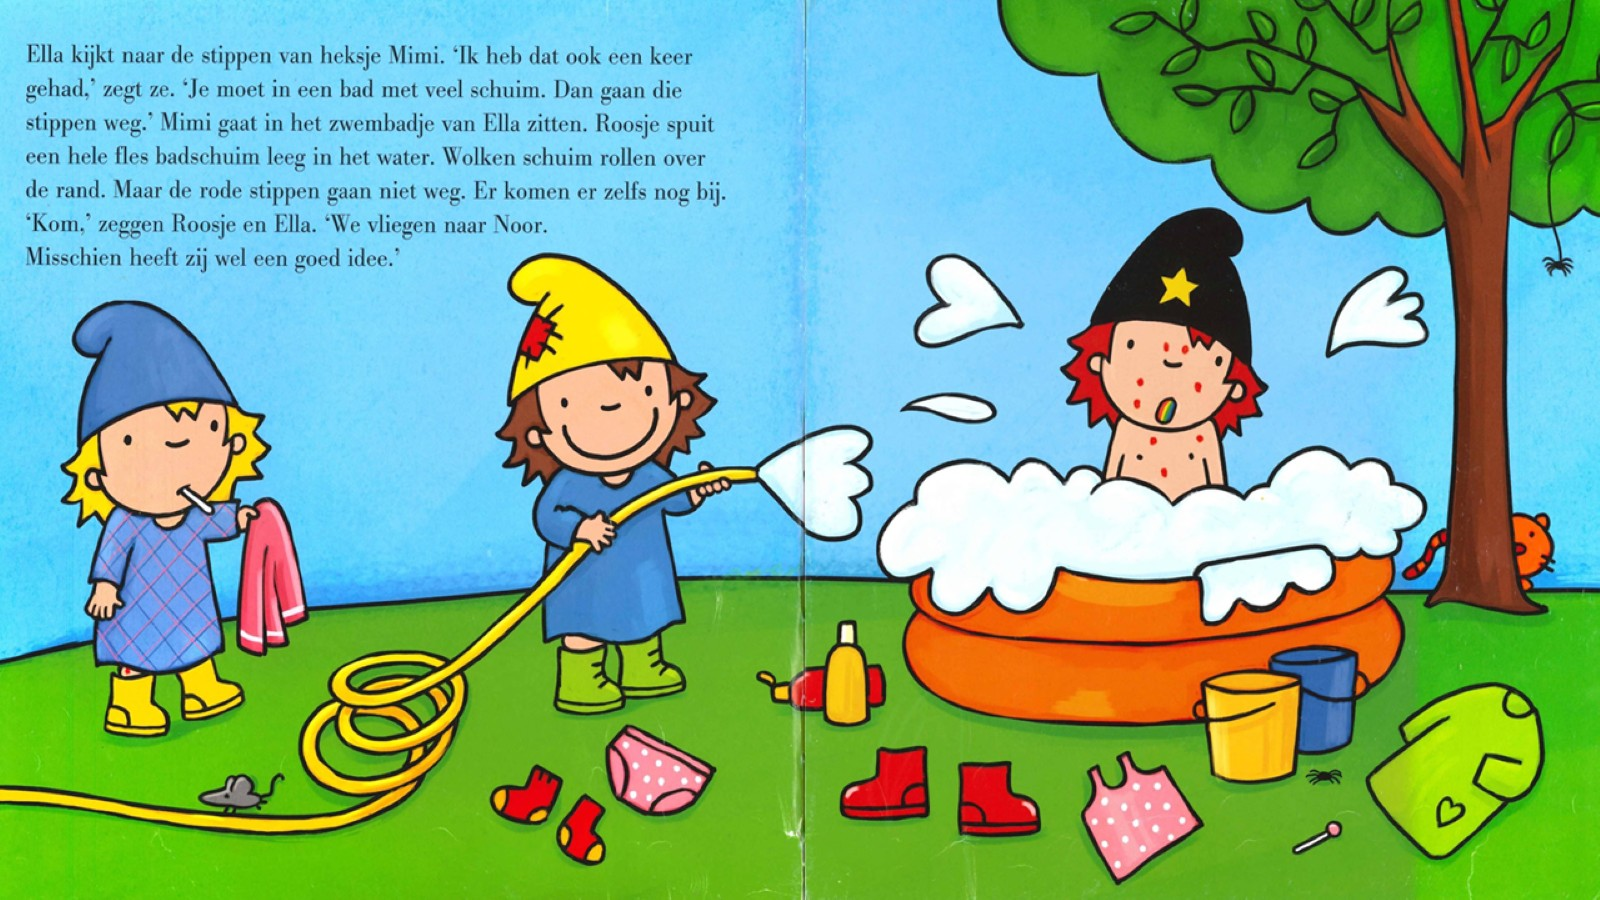 Ella kijkt naar de stippen van heksje Mimi. ‘Ik heb dat ook een keer
gehad,’ zegt ze. ‘Je moet in een bad met veel schuim. Dan gaan die
stippen weg.’ Mimi gaat in het zwembadje van Ella zitten. Roosje spuit
een hele fles badschuim leeg in het water. Wolken schuim rollen over
de rand. Maar de rode stippen gaan niet weg. Er komen er zelfs nog bij.
‘Kom,’ zeggen Roosje en Ella. ‘We vliegen naar Noor.
Misschien heeft zij wel een goed idee.’